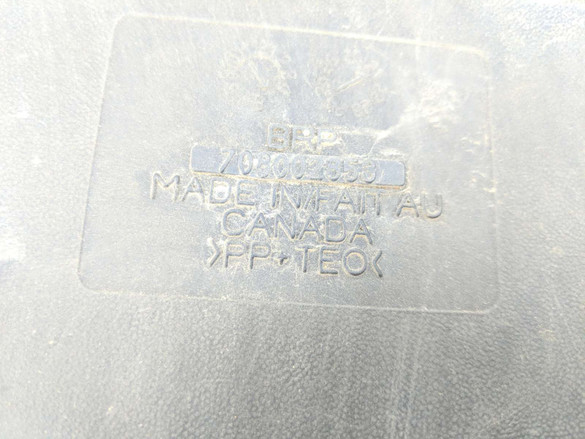 BRP
MADE IN/FAIT AU
CANADA
>PP+TEO<